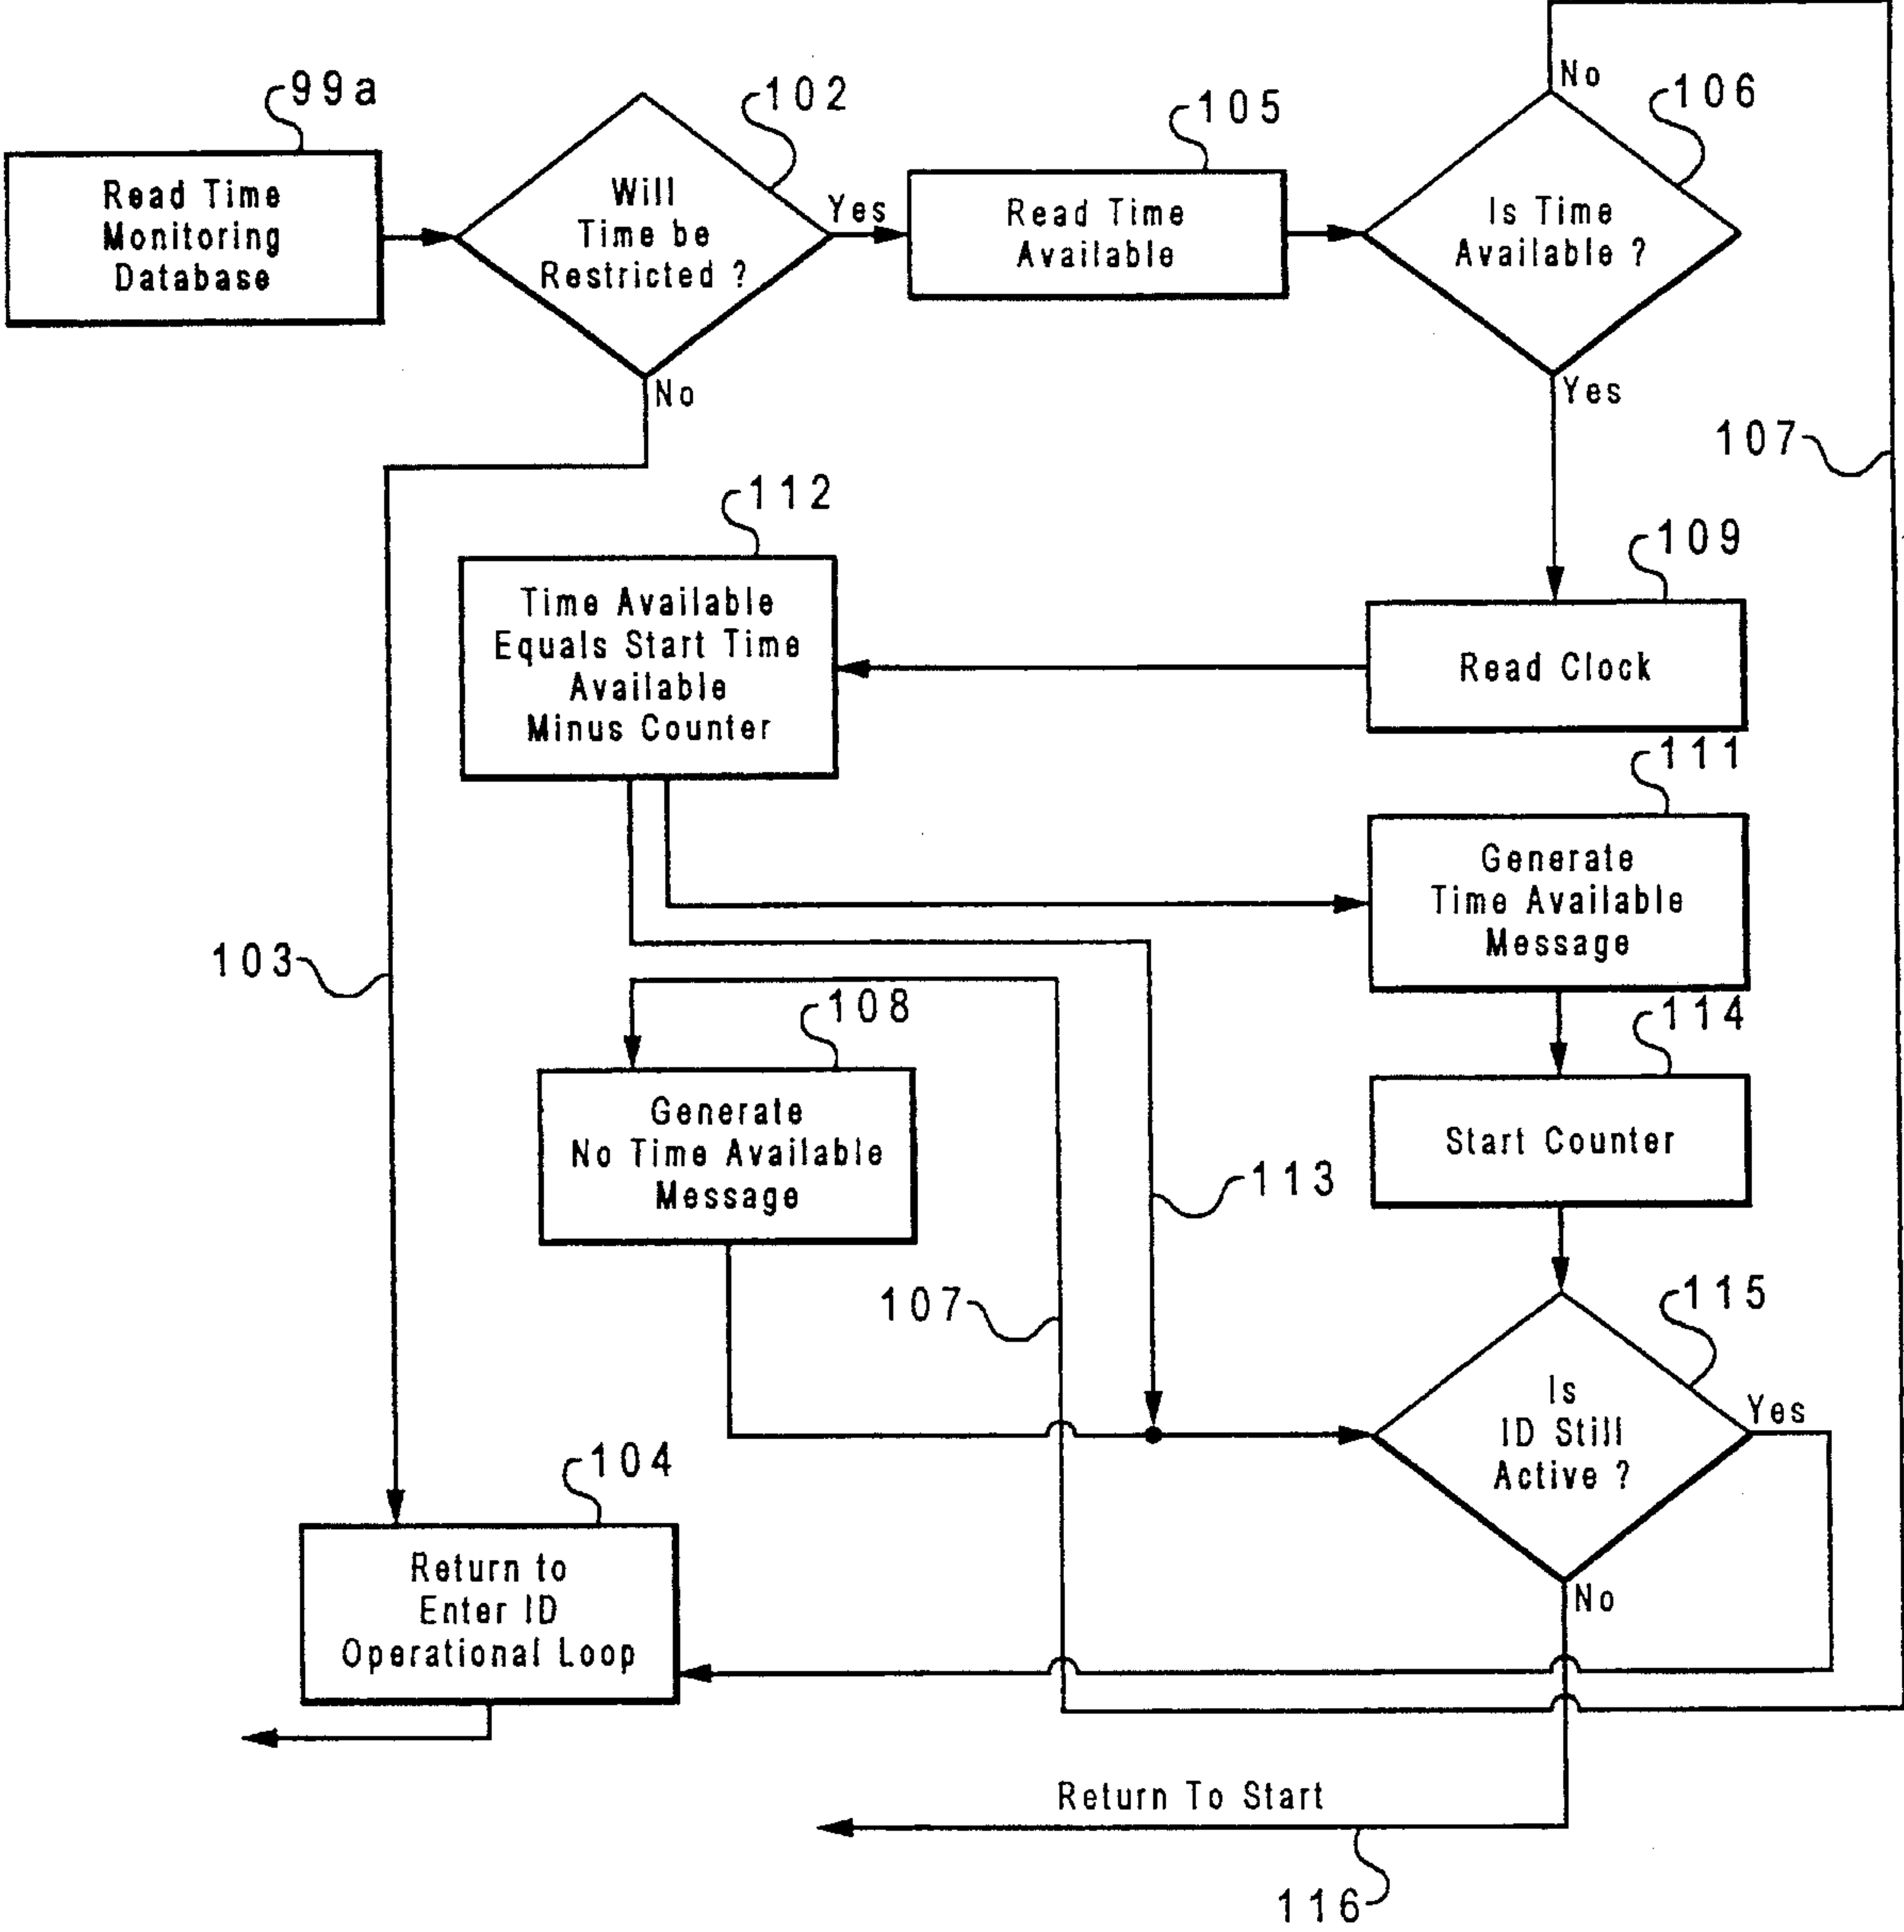 99a
Read Time
Monitoring
Database
102
Will
Time be
Restricted ?
Yes
No
105
Read Time
Available
106
Is Time
Available ?
No
Yes
107
112
Time Available
Equals Start Time
Available
Minus Counter
109
Read Clock
111
Generate
Time Available
Message
103
108
Generate
No Time Available
Message
114
Start Counter
113
107
115
Is
ID Still
Active ?
Yes
No
104
Return to
Enter ID
Operational Loop
Return To Start
116